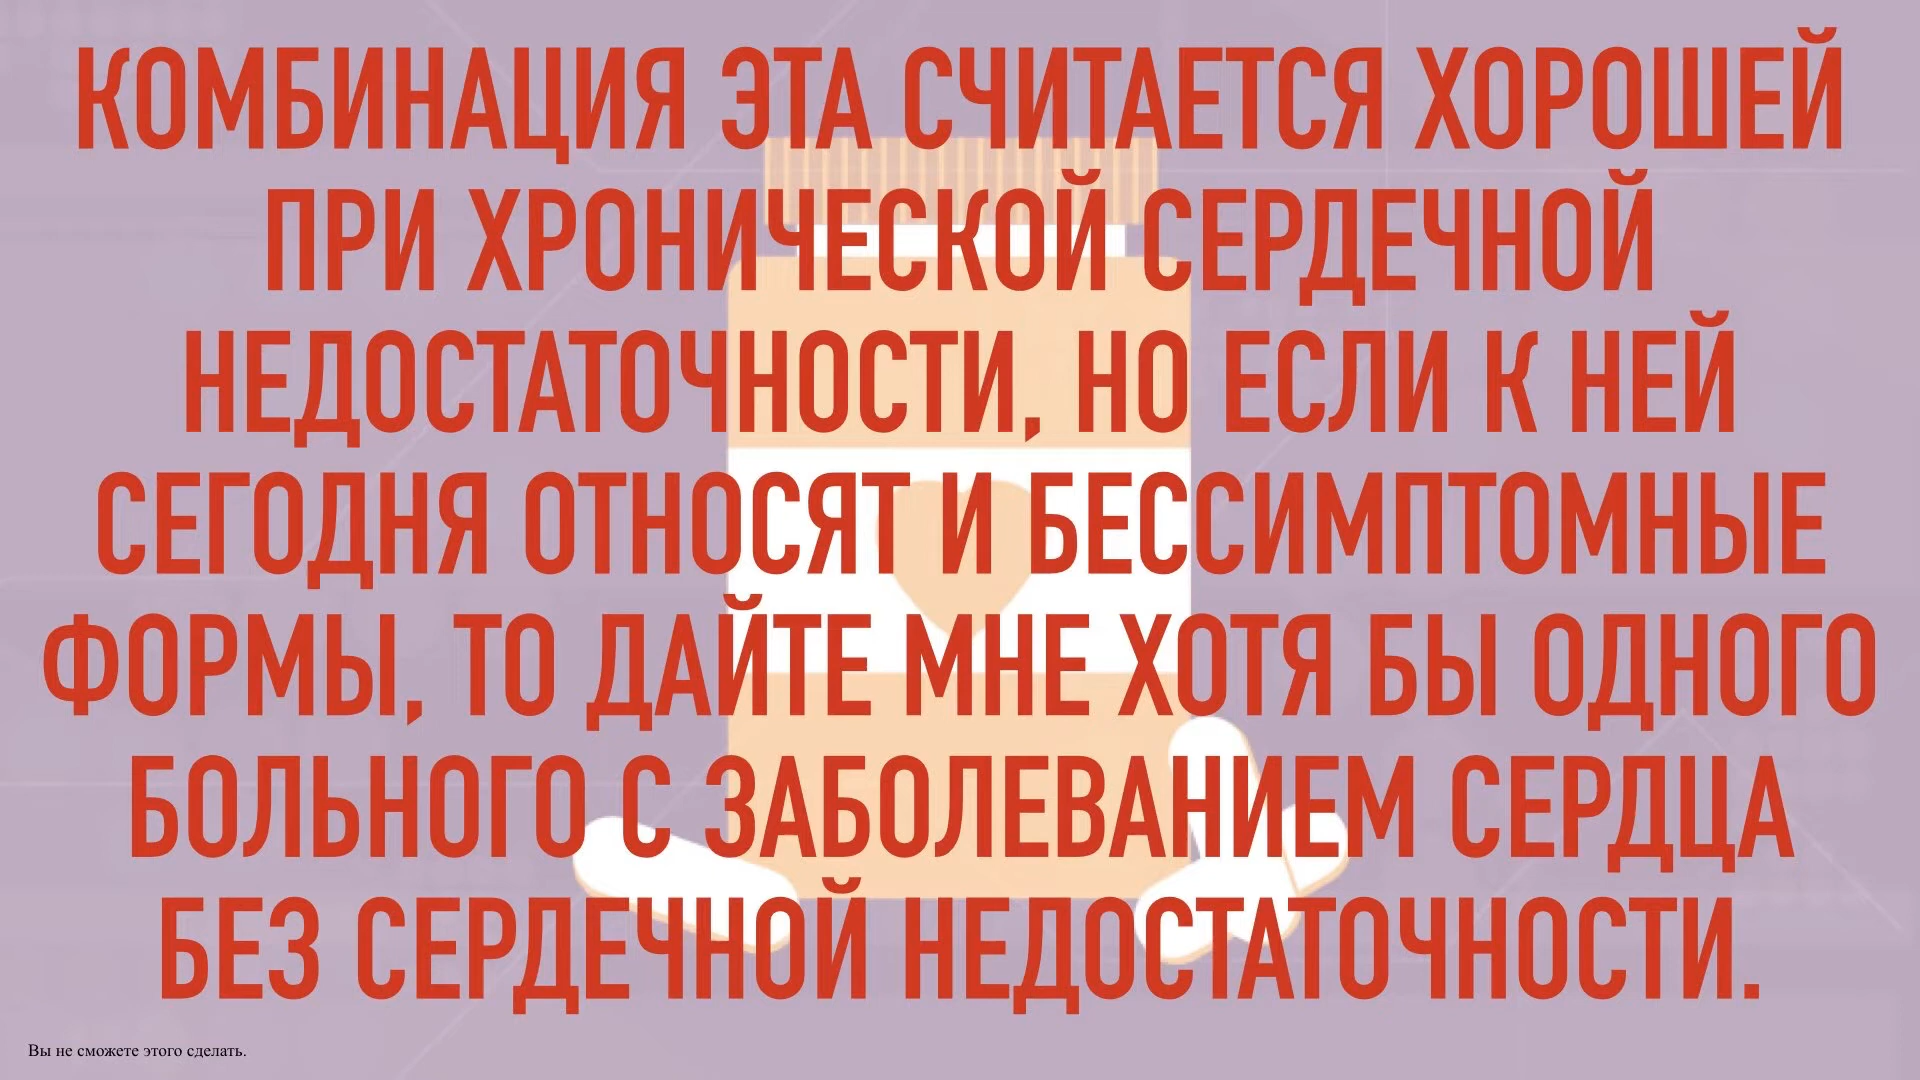 КОМБИНАЦИЯ ЭТА СЧИТАЕТСЯ ХОРОШЕЙ
ПРИ ХРОНИЧЕСКОЙ СЕРДЕЧНОЙ
НЕДОСТАТОЧНОСТИ, НО ЕСЛИ К НЕЙ
СЕГОДНЯ ОТНОСЯТ И БЕССИМПТОМНЫЕ
ФОРМЫ, ТО ДАЙТЕ МНЕ ХОТЯ БЫ ОДНОГО
БОЛЬНОГО С ЗАБОЛЕВАНИЕМ СЕРДЦА
БЕЗ СЕРДЕЧНОЙ НЕДОСТАТОЧНОСТИ.
Вы не сможете этого сделать.